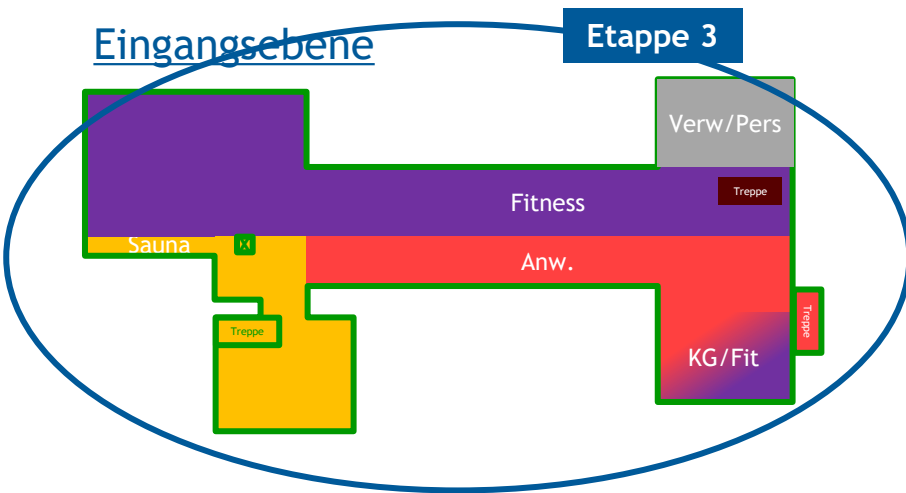 Eingangsebene
Etappe 3
Verw/Pers
Treppe
Fitness
Sauna
Anw.
Treppe
Treppe
KG/Fit